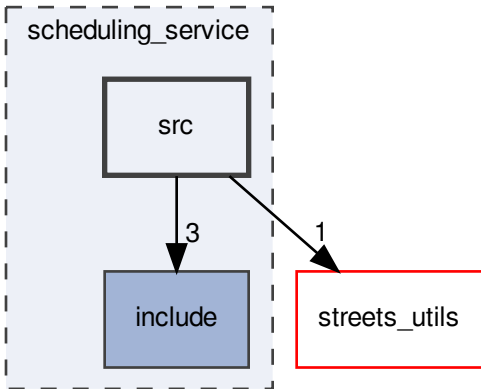 scheduling_service
src
3
1
include
streets_utils